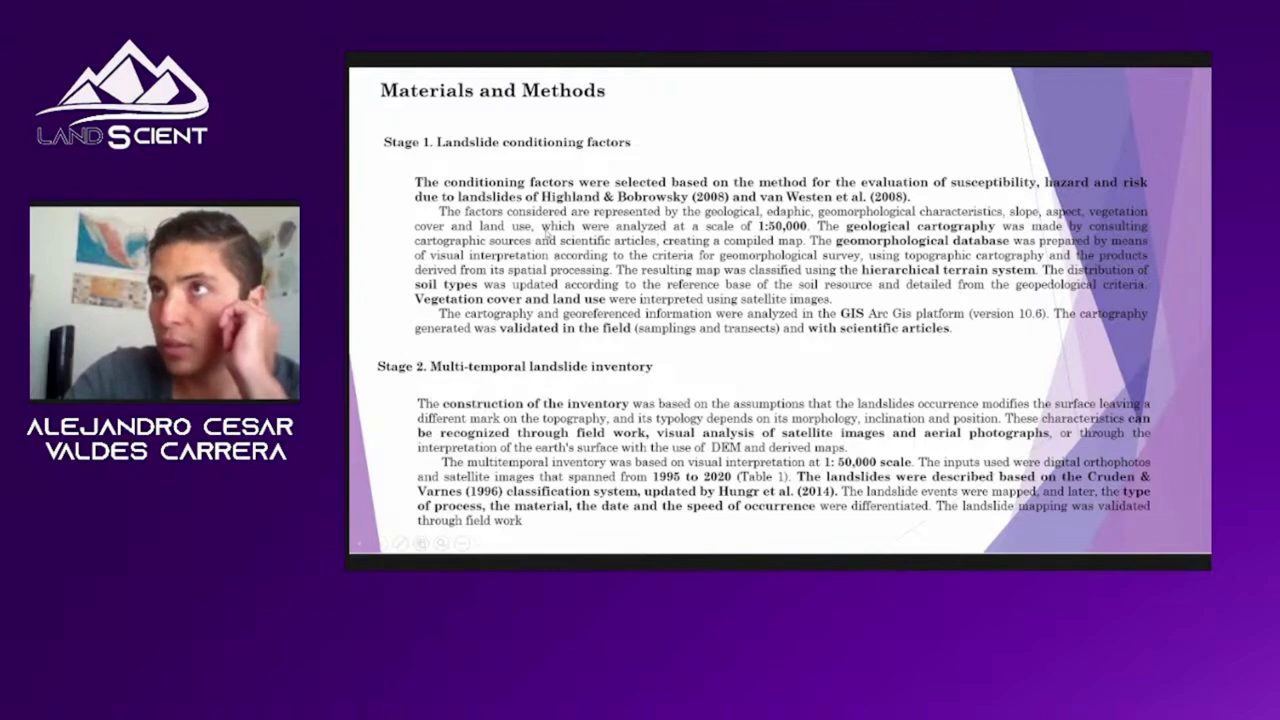 LANDSCIENT
ALEJANDRO CESAR
VALDES CARRERA
Materials and Methods
Stage 1. Landslide conditioning factors
The conditioning factors were selected based on the method for the evaluation of susceptibility, hazard and risk
due to landslides of Highland & Bobrowsky (2008) and van Westen et al. (2008).
The factors considered are represented by the geological, edaphic, geomorphological characteristics, slope, aspect, vegetation
cover and land use, which were analyzed at a scale of 1:50,000. The geological cartography was made by consulting
cartographic sources and scientific articles, creating a compiled map. The geomorphological database was prepared by means
of visual interpretation according to the criteria for geomorphological survey, using topographic cartography and the products
derived from its spatial processing. The resulting map was classified using the hierarchical terrain system. The distribution of
soil types was updated according to the reference base of the soil resource and detailed from the geopedological criteria.
Vegetation cover and land use were interpreted using satellite images.
The cartography and georeferenced information were analyzed in the GIS Arc Gis platform (version 10.6). The cartography
generated was validated in the field (samplings and transects) and with scientific articles.
Stage 2. Multi-temporal landslide inventory
The construction of the inventory was based on the assumptions that the landslides occurrence modifies the surface leaving a
different mark on the topography, and its typology depends on its morphology, inclination and position. These characteristics can
be recognized through field work, visual analysis of satellite images and aerial photographs, or through the
interpretation of the earth's surface with the use of DEM and derived maps.
The multitemporal inventory was based on visual interpretation at 1: 50,000 scale. The inputs used were digital orthophotos
and satellite images that spanned from 1995 to 2020 (Table 1). The landslides were described based on the Cruden &
Varnes (1996) classification system, updated by Hungr et al. (2014). The landslide events were mapped, and later, the type
of process, the material, the date and the speed of occurrence were differentiated. The landslide mapping was validated
through field work